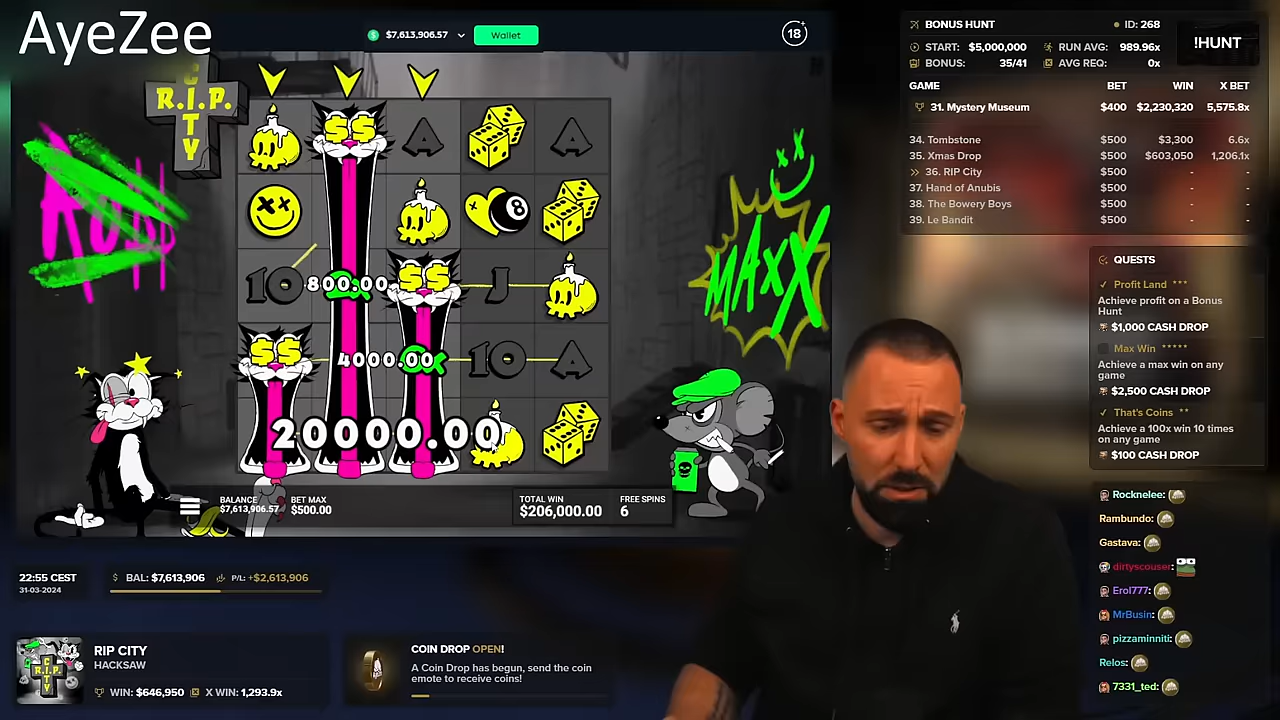 AyeZee
$7,613,906.57
Wallet
18
CITY
R.I.P.
$$
A
A
8
10
800.00
$$
J
$$
4000.00
10
A
20000.00
MAXX
BALANCE
$7,613,906.57
BET MAX
$500.00
TOTAL WIN
$206,000.00
FREE SPINS
6
22:55 CEST
31-03-2024
BAL: $7,613,906
P/L: +$2,613,906
RIP CITY
HACKSAW
WIN: $646,950
X WIN: 1,293.9x
COIN DROP OPEN!
A Coin Drop has begun, send the coin
emote to receive coins!
BONUS HUNT
ID: 268
START: $5,000,000
RUN AVG: 989.96x
BONUS: 35/41
AVG REQ: 0x
!HUNT
GAME BET WIN X BET
31. Mystery Museum $400 $2,230,320 5,575.8x
34. Tombstone $500 $3,300 6.6x
35. Xmas Drop $500 $603,050 1,206.1x
36. RIP City $500 - -
37. Hand of Anubis $500 - -
38. The Bowery Boys $500 - -
39. Le Bandit $500 - -
QUESTS
Profit Land ***
Achieve profit on a Bonus
Hunt
$1,000 CASH DROP
Max Win *****
Achieve a max win on any
game
$2,500 CASH DROP
That's Coins **
Achieve a 100x win 10 times
on any game
$100 CASH DROP
Rocknelee:
Rambundo:
Gastava:
dirtyscouser:
Erol777:
MrBusin:
pizzaminniti:
Relos:
7331_ted: